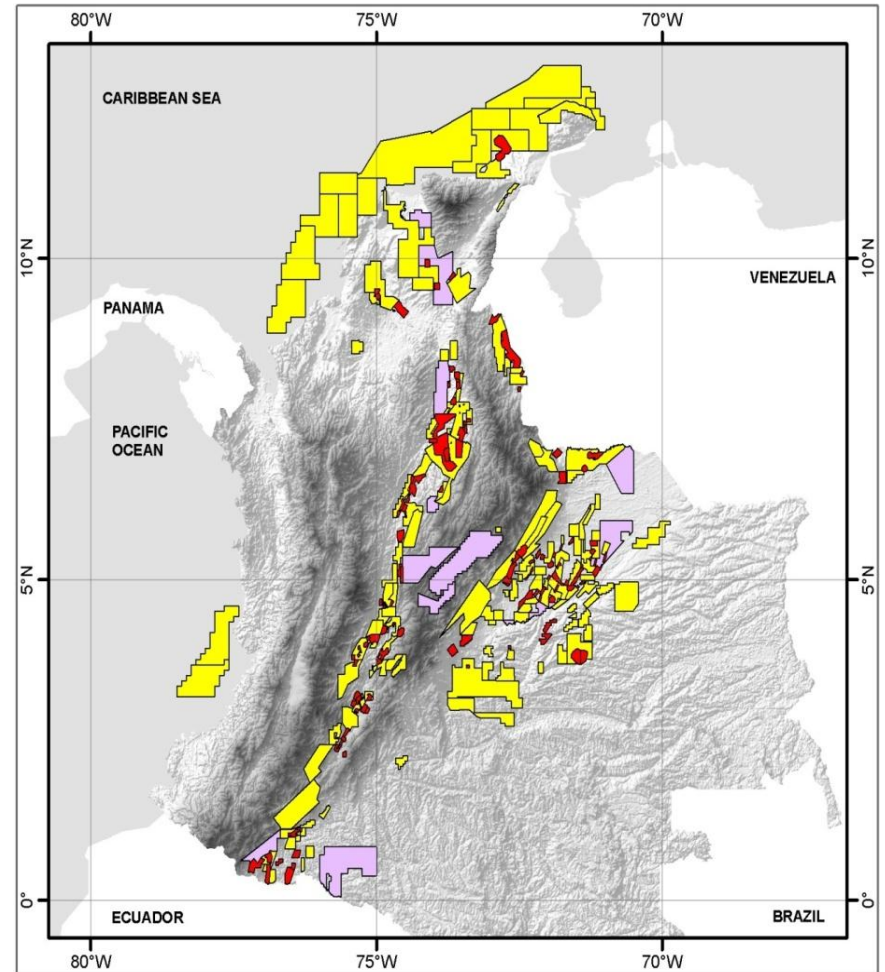 80°W 75°W 70°W
CARIBBEAN SEA
10°N 10°N
VENEZUELA
PANAMA
PACIFIC
OCEAN
5°N 5°N
0° 0°
ECUADOR BRAZIL
80°W 75°W 70°W